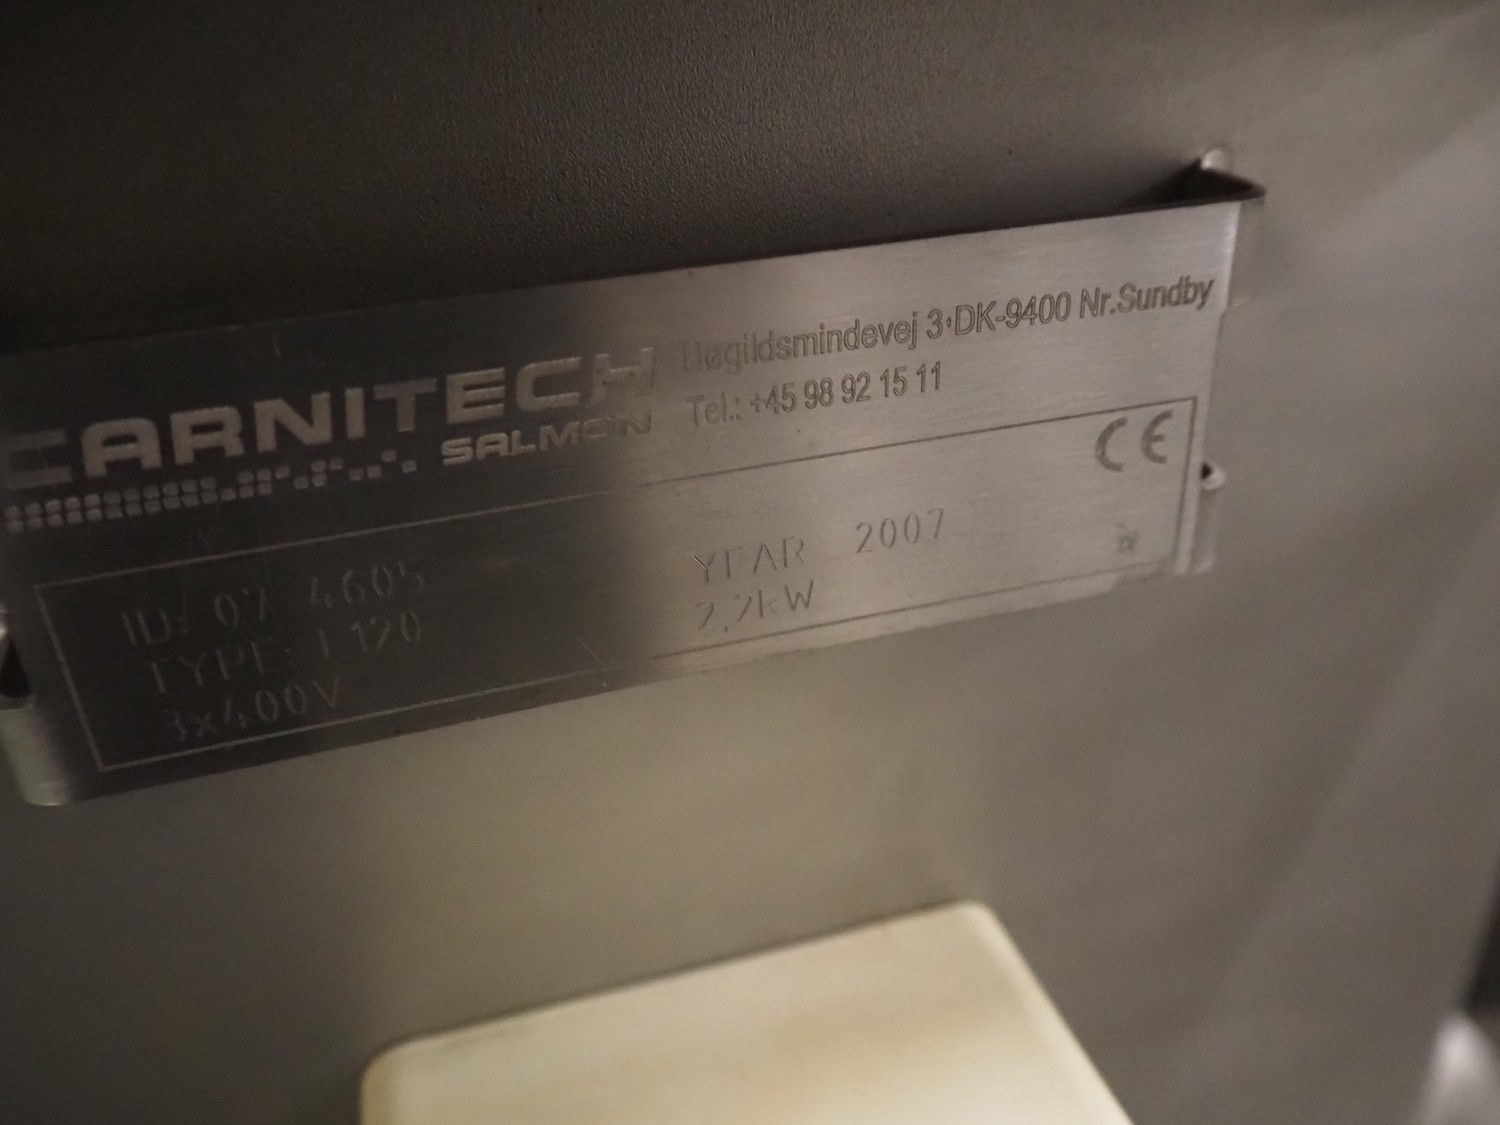 CARNITECH
SALMON
Høgildsmindevej 3·DK-9400 Nr.Sundby
Tel.: +45 98 92 15 11
CE
ID: 07 4605
YEAR 2007
TYPE: 1120
2,2kW
3x400V